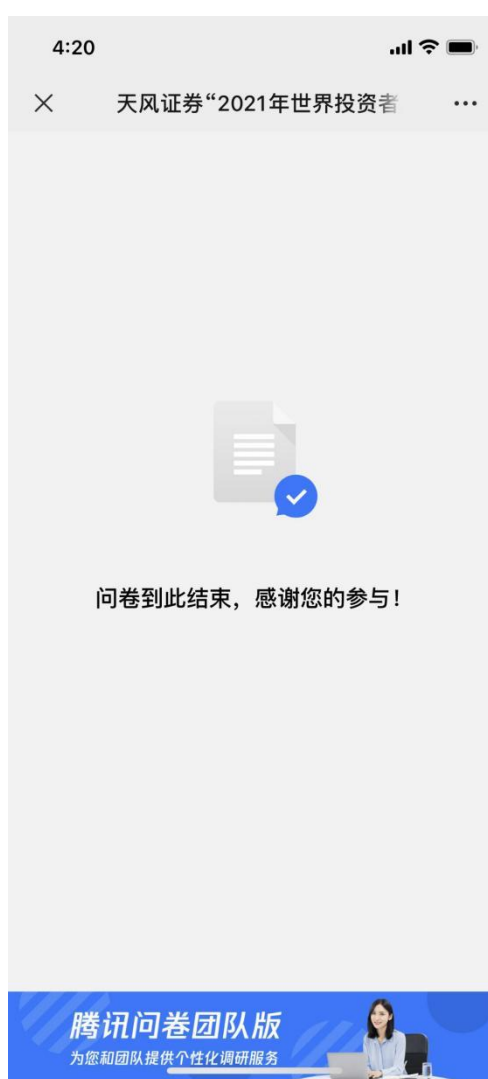 4:20
天风证券“2021年世界投资者
问卷到此结束，感谢您的参与！
腾讯问卷团队版
为您和团队提供个性化调研服务